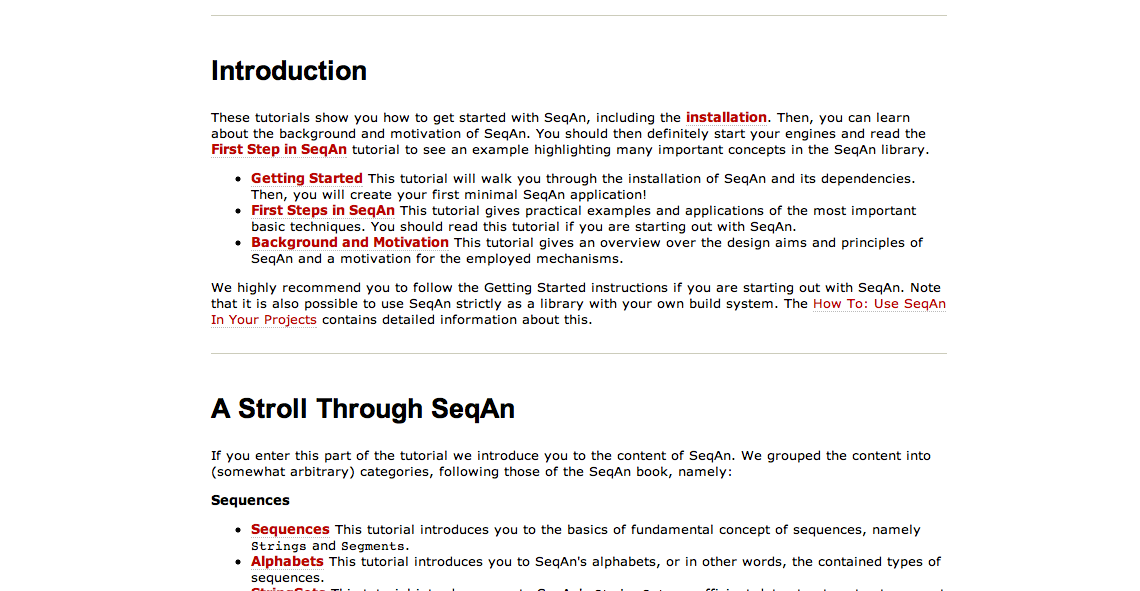 Introduction
These tutorials show you how to get started with SeqAn, including the installation. Then, you can learn
about the background and motivation of SeqAn. You should then definitely start your engines and read the
First Step in SeqAn tutorial to see an example highlighting many important concepts in the SeqAn library.
• Getting Started This tutorial will walk you through the installation of SeqAn and its dependencies.
Then, you will create your first minimal SeqAn application!
• First Steps in SeqAn This tutorial gives practical examples and applications of the most important
basic techniques. You should read this tutorial if you are starting out with SeqAn.
• Background and Motivation This tutorial gives an overview over the design aims and principles of
SeqAn and a motivation for the employed mechanisms.
We highly recommend you to follow the Getting Started instructions if you are starting out with SeqAn. Note
that it is also possible to use SeqAn strictly as a library with your own build system. The How To: Use SeqAn
In Your Projects contains detailed information about this.
A Stroll Through SeqAn
If you enter this part of the tutorial we introduce you to the content of SeqAn. We grouped the content into
(somewhat arbitrary) categories, following those of the SeqAn book, namely:
Sequences
• Sequences This tutorial introduces you to the basics of fundamental concept of sequences, namely
Strings and Segments.
• Alphabets This tutorial introduces you to SeqAn's alphabets, or in other words, the contained types of
sequences.